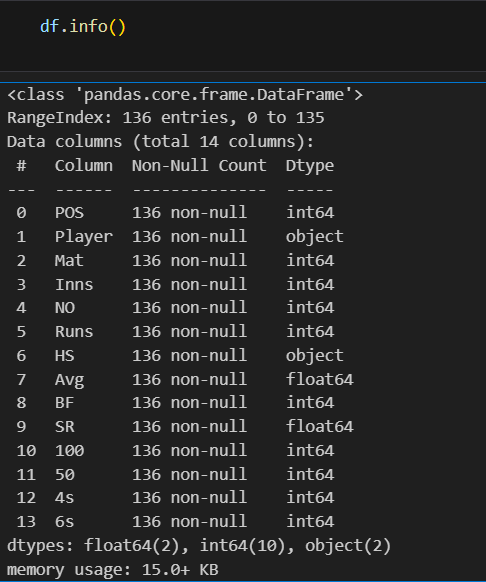 df.info()
<class 'pandas.core.frame.DataFrame'>
RangeIndex: 136 entries, 0 to 135
Data columns (total 14 columns):
 #   Column  Non-Null Count  Dtype
---  ------  --------------  -----
 0   POS     136 non-null    int64
 1   Player  136 non-null    object
 2   Mat     136 non-null    int64
 3   Inns    136 non-null    int64
 4   NO      136 non-null    int64
 5   Runs    136 non-null    int64
 6   HS      136 non-null    object
 7   Avg     136 non-null    float64
 8   BF      136 non-null    int64
 9   SR      136 non-null    float64
 10  100     136 non-null    int64
 11  50      136 non-null    int64
 12  4s      136 non-null    int64
 13  6s      136 non-null    int64
dtypes: float64(2), int64(10), object(2)
memory usage: 15.0+ KB